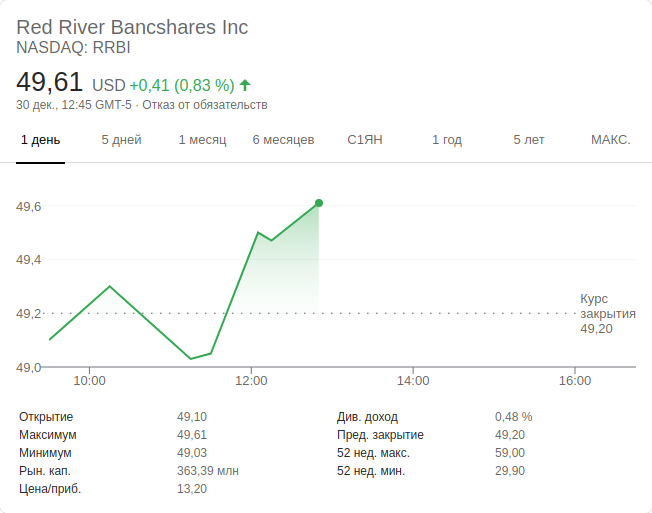 Red River Bancshares Inc
NASDAQ: RRBI
49,61 USD +0,41 (0,83 %)
30 дек., 12:45 GMT-5 · Отказ от обязательств
1 день 5 дней 1 месяц 6 месяцев С1ЯН 1 год 5 лет МАКС.
49,6
49,4
49,2
49,0
Курс
закрытия
49,20
10:00 12:00 14:00 16:00
Открытие 49,10 Див. доход 0,48 %
Максимум 49,61 Пред. закрытие 49,20
Минимум 49,03 52 нед. макс. 59,00
Рын. кап. 363,39 млн 52 нед. мин. 29,90
Цена/приб. 13,20